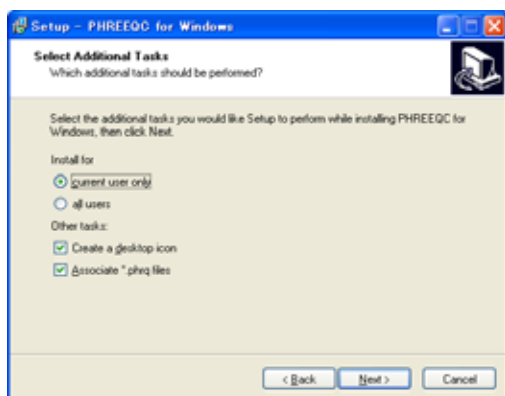 Setup - PHREEQC for Windows
Select Additional Tasks
Which additional tasks should be performed?
Select the additional tasks you would like Setup to perform while installing PHREEQC for
Windows, then click Next.
Install for
current user only
all users
Other tasks:
Create a desktop icon
Associate *.phrq files
< Back
Next >
Cancel